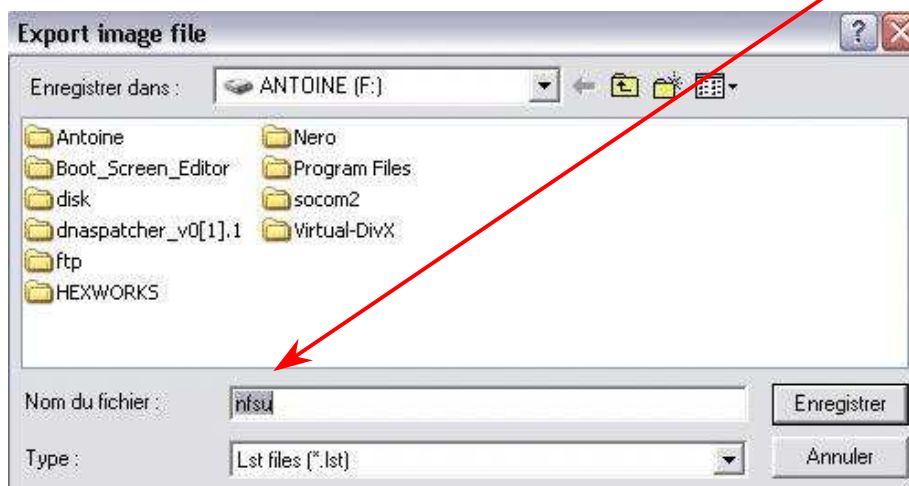 Export image file
Enregistrer dans :
ANTOINE (F:)
Antoine
Boot_Screen_Editor
disk
dnaspatcher_v0[1].1
ftp
HEXWORKS
Nero
Program Files
socom2
Virtual-DivX
Nom du fichier :
nfsu
Enregistrer
Type :
Lst files (*.lst)
Annuler